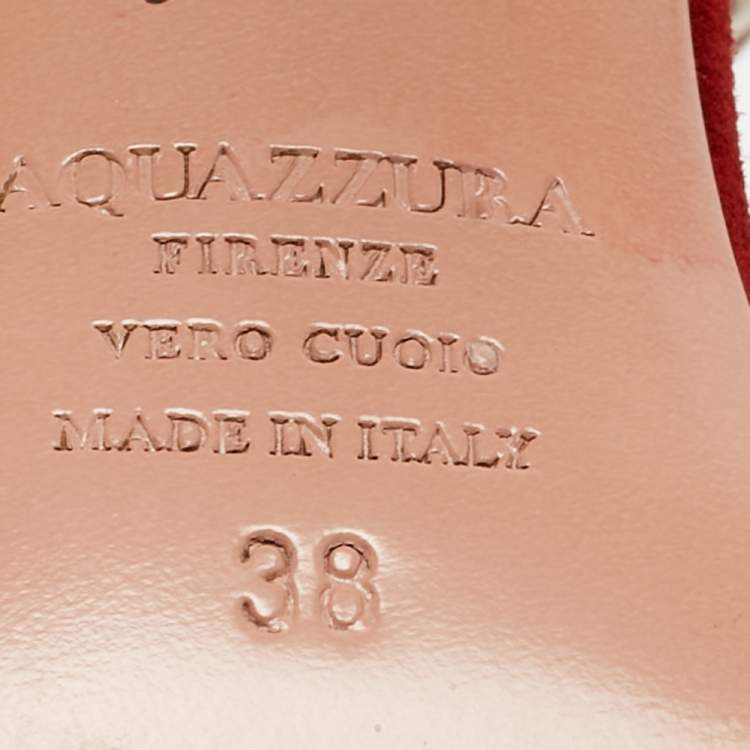 AQUAZZURA
FIRENZE
VERO CUOIO
MADE IN ITALY
38